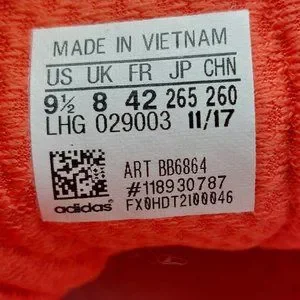 MADE IN VIETNAM
US UK FR JP CHN
9½ 8 42 265 260
LHG 029003 11/17
ART BB6864
#118930787
adidas FX0HDT2100046